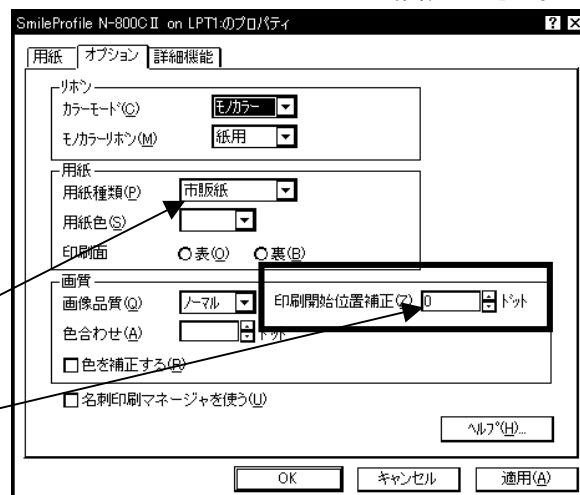 SmileProfile N-800CⅡ on LPT1:のプロパティ ? ×
用紙 オプション 詳細機能
リボン
カラーモード(C) モノカラー
モノカラーリボン(M) 紙用
用紙
用紙種類(P) 市販紙
用紙色(S)
印刷面 表(O) 裏(B)
画質
画像品質(Q) ノーマル 印刷開始位置補正(Z) 0 ドット
色合わせ(A) ドット
色を補正する(R)
名刺印刷マネージャを使う(U)
ヘルプ(H)...
OK キャンセル 適用(A)